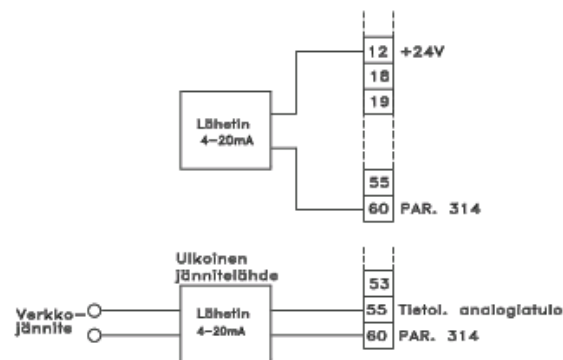 12 +24V
18
19
Lähetin
4-20mA
55
60 PAR. 314
Ulkoinen
jännitelähde
53
Verkko-
jännite
Lähetin
4-20mA
55 Tietol. analogiatulo
60 PAR. 314